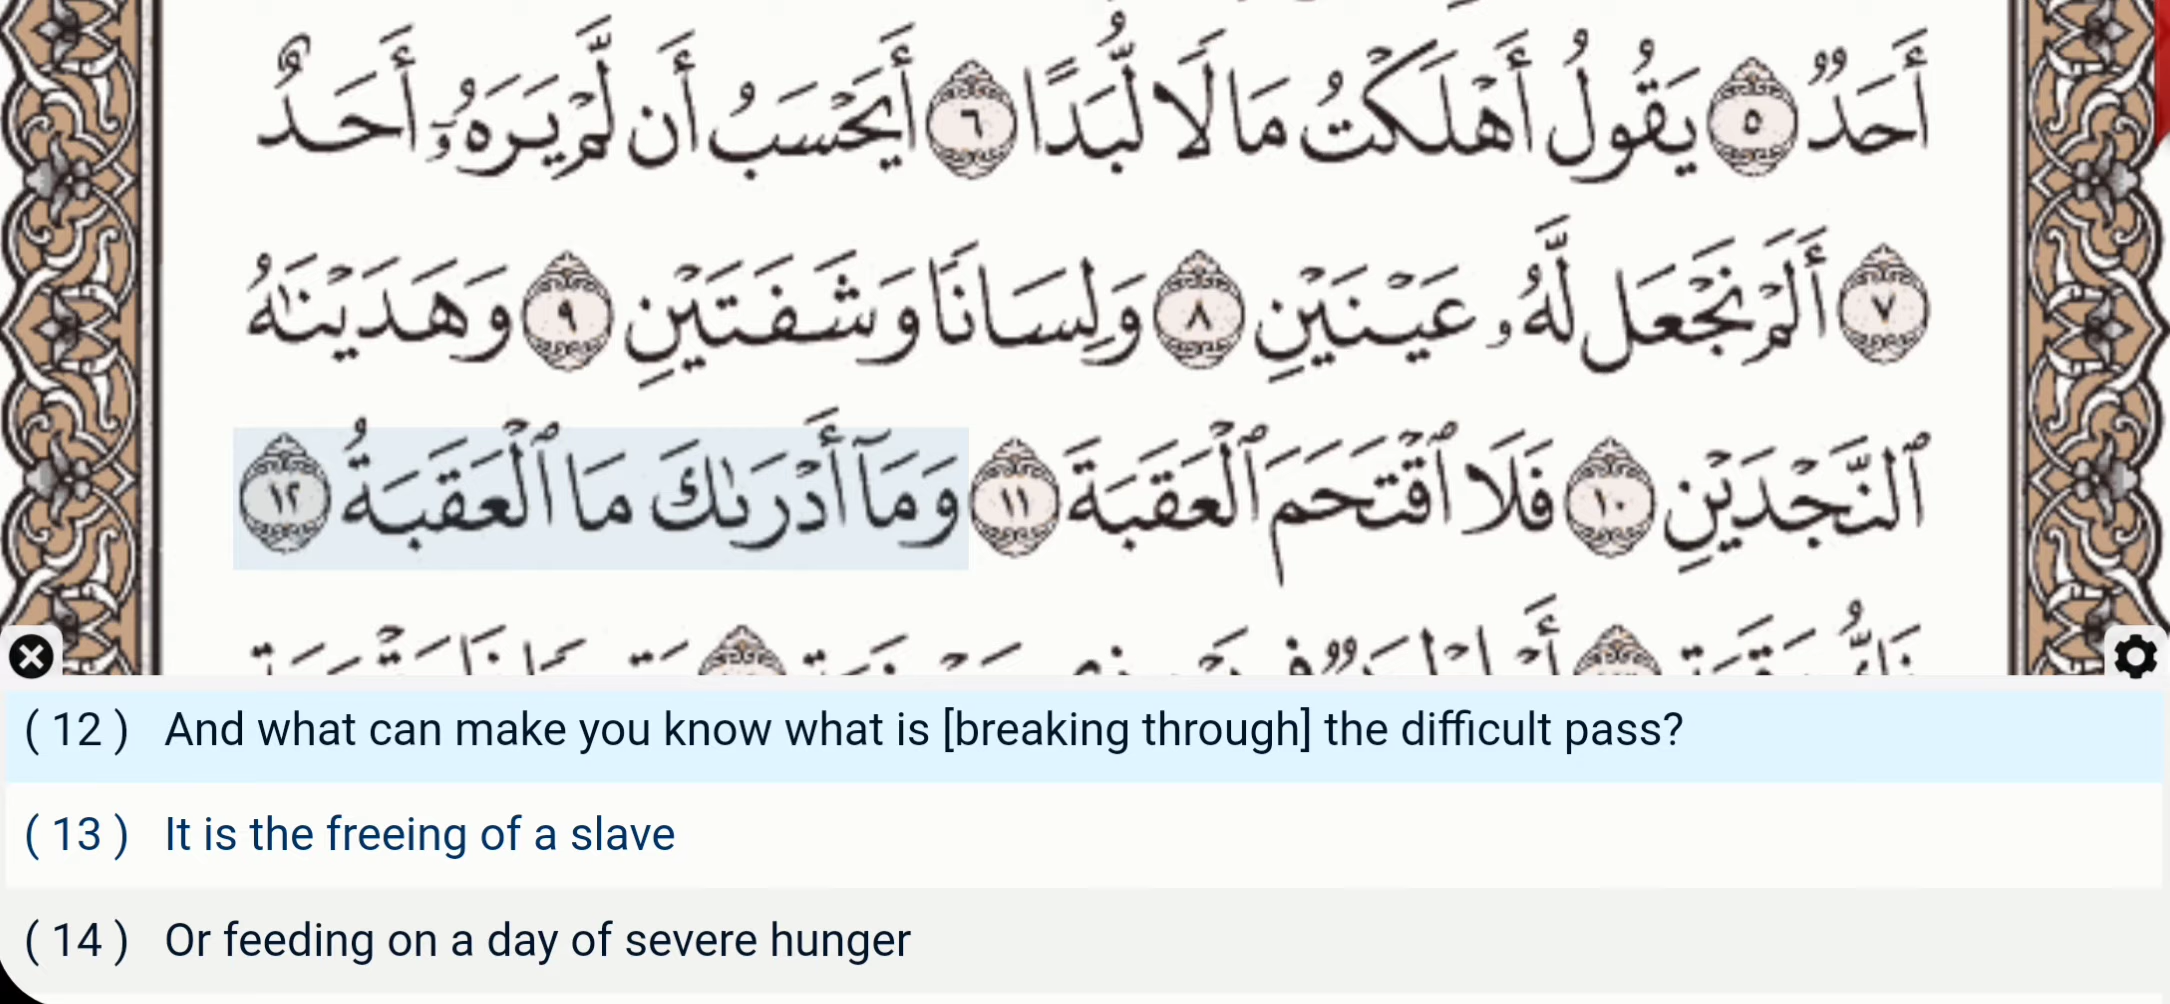 أَحَدٌ ٥ يَقُولُ أَهْلَكْتُ مَالًا لُّبَدًا ٦ أَيَحْسَبُ أَن لَّمْ يَرَهُۥٓ أَحَدٌ
٧ أَلَمْ نَجْعَل لَّهُۥ عَيْنَيْنِ ٨ وَلِسَانًا وَشَفَتَيْنِ ٩ وَهَدَيْنَٰهُ
ٱلنَّجْدَيْنِ ١٠ فَلَا ٱقْتَحَمَ ٱلْعَقَبَةَ ١١ وَمَآ أَدْرَىٰكَ مَا ٱلْعَقَبَةُ ١٢
( 12 ) And what can make you know what is [breaking through] the difficult pass?
( 13 ) It is the freeing of a slave
( 14 ) Or feeding on a day of severe hunger